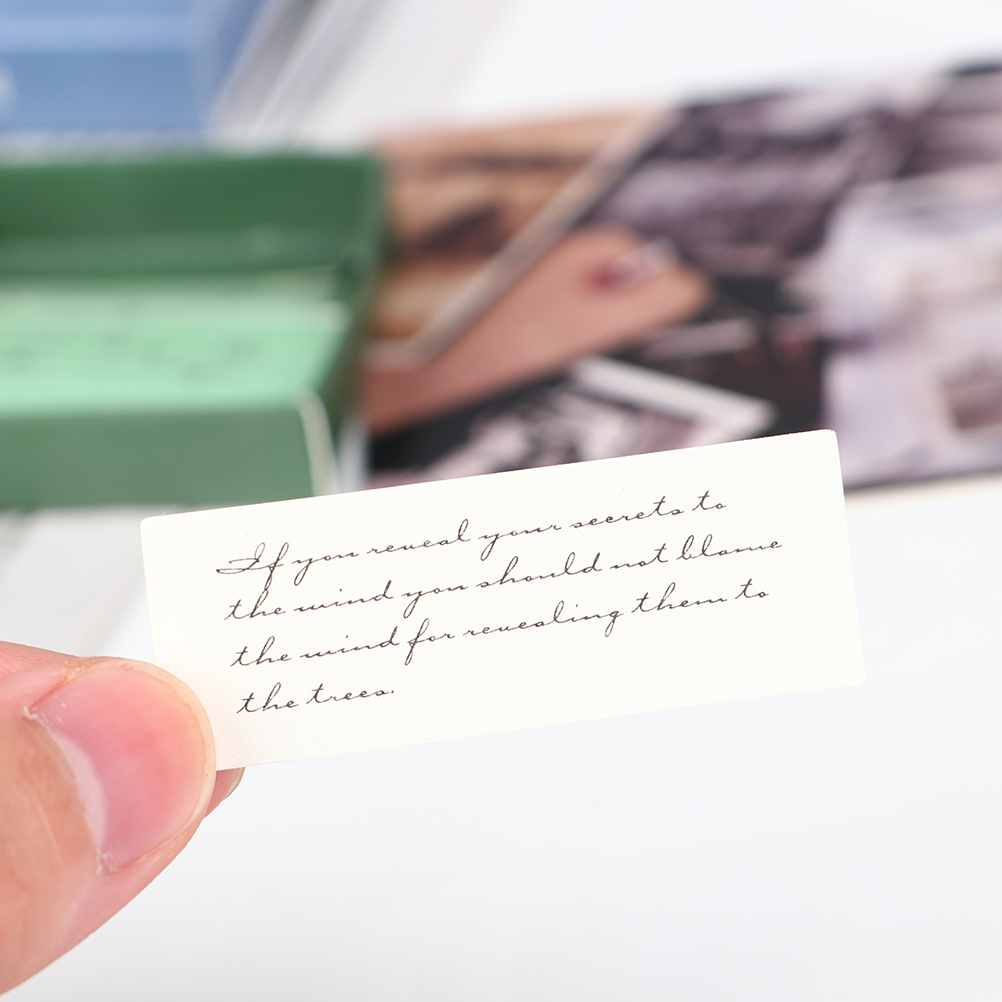 If you reveal your secrets to
the wind you should not blame
the wind for revealing them to
the trees.